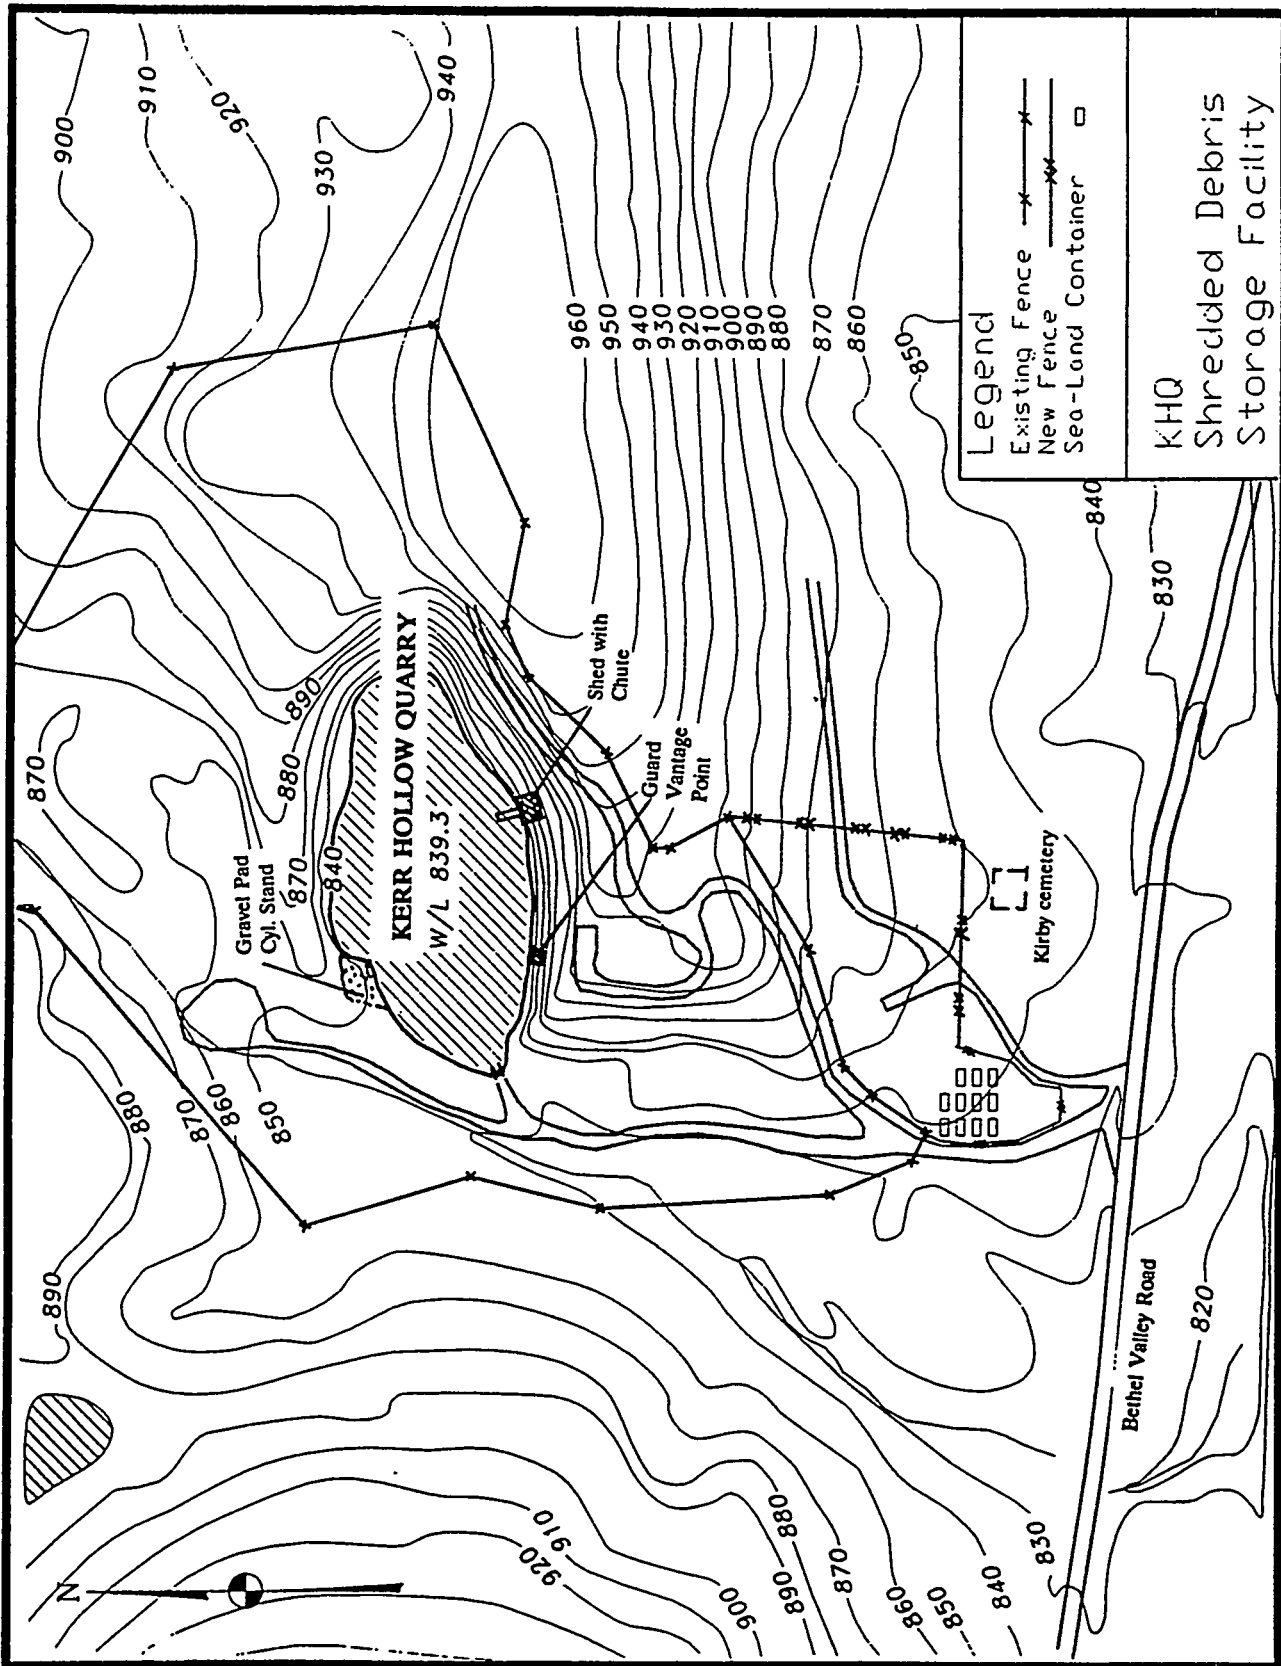 N
890
870
900
880
910
870
920
860
850
Gravel Pad
Cyl. Stand
870
880
890
930
840
KERR HOLLOW QUARRY
W/L 839.3'
940
920
910
Shed with
Chute
Guard
Vantage
Point
960
950
940
930
920
910
900
890
880
870
860
850
900
890
880
870
860
850
840
830
Kirby cemetery
840
830
Bethel Valley Road
820
Legend
Existing Fence
New Fence
Sea-Land Container
KHQ
Shredded Debris
Storage Facility